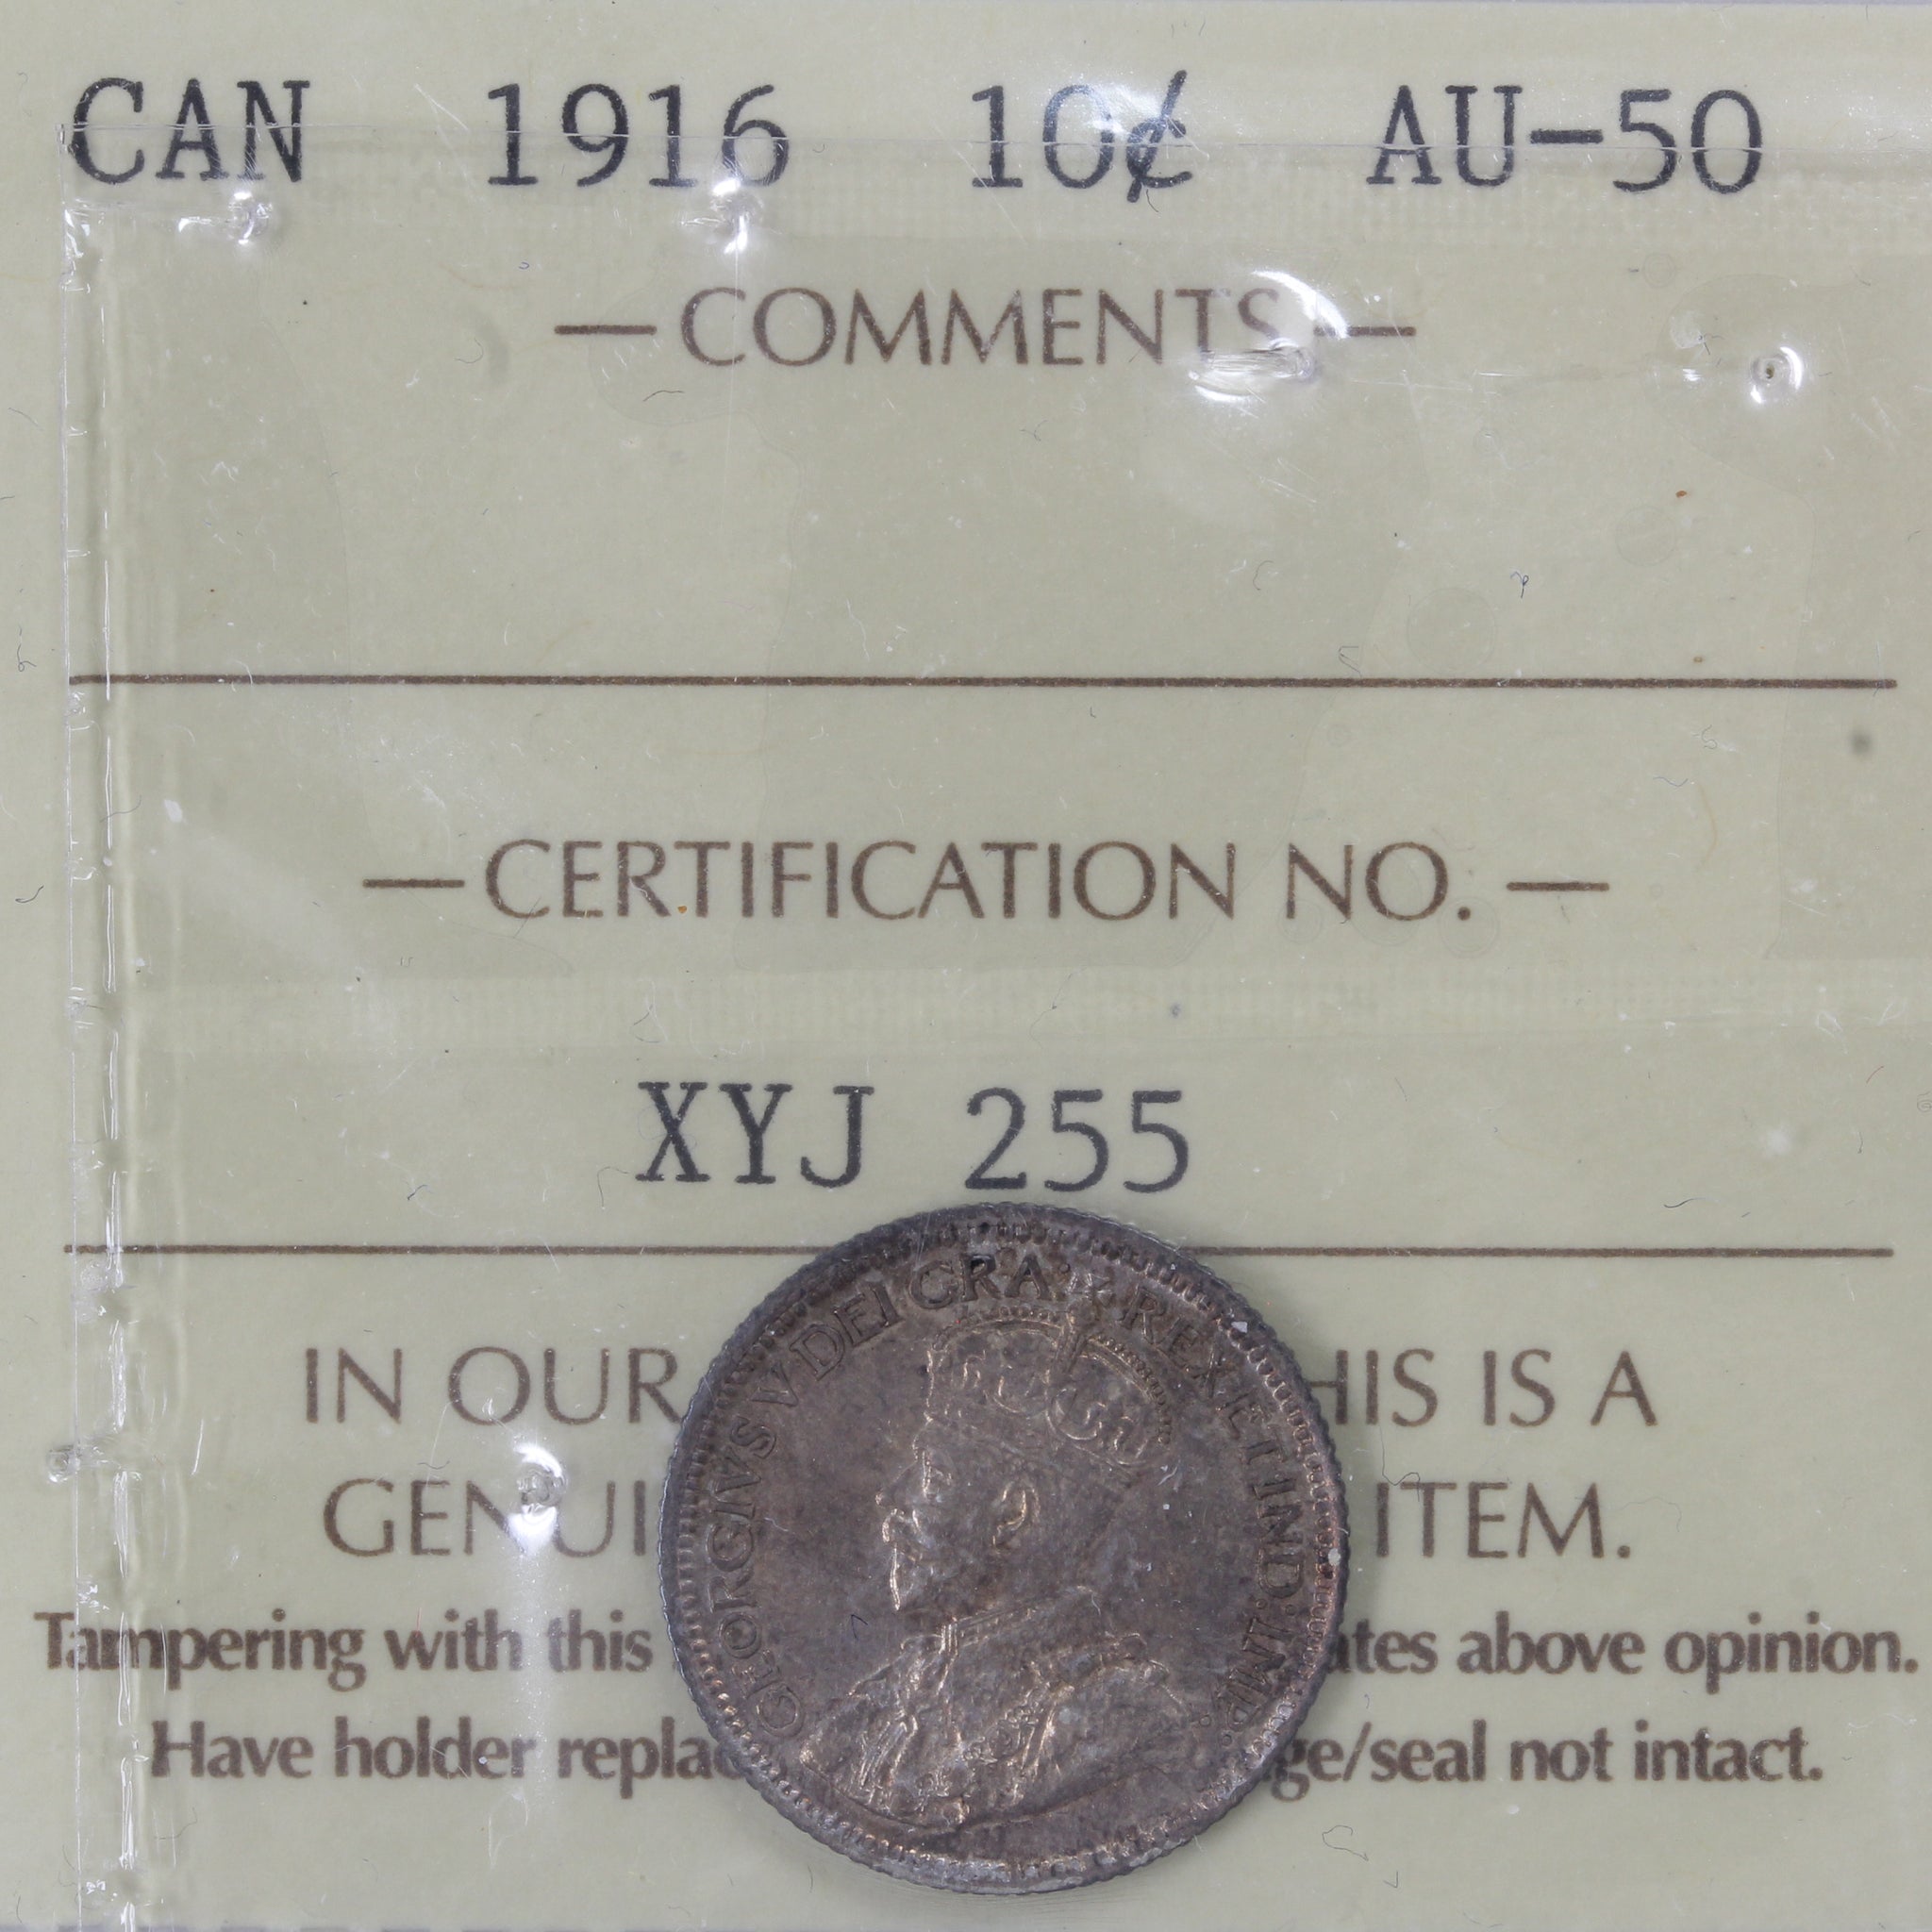 CAN 1916 10¢ AU-50
—COMMENTS—
—CERTIFICATION NO.—
XYJ 255
IN OUR HIS IS A
GENUI ITEM.
Tampering with this ates above opinion.
Have holder replac ge/seal not intact.
GEORGIVS V DEI GRA: REX ET IND: IMP: